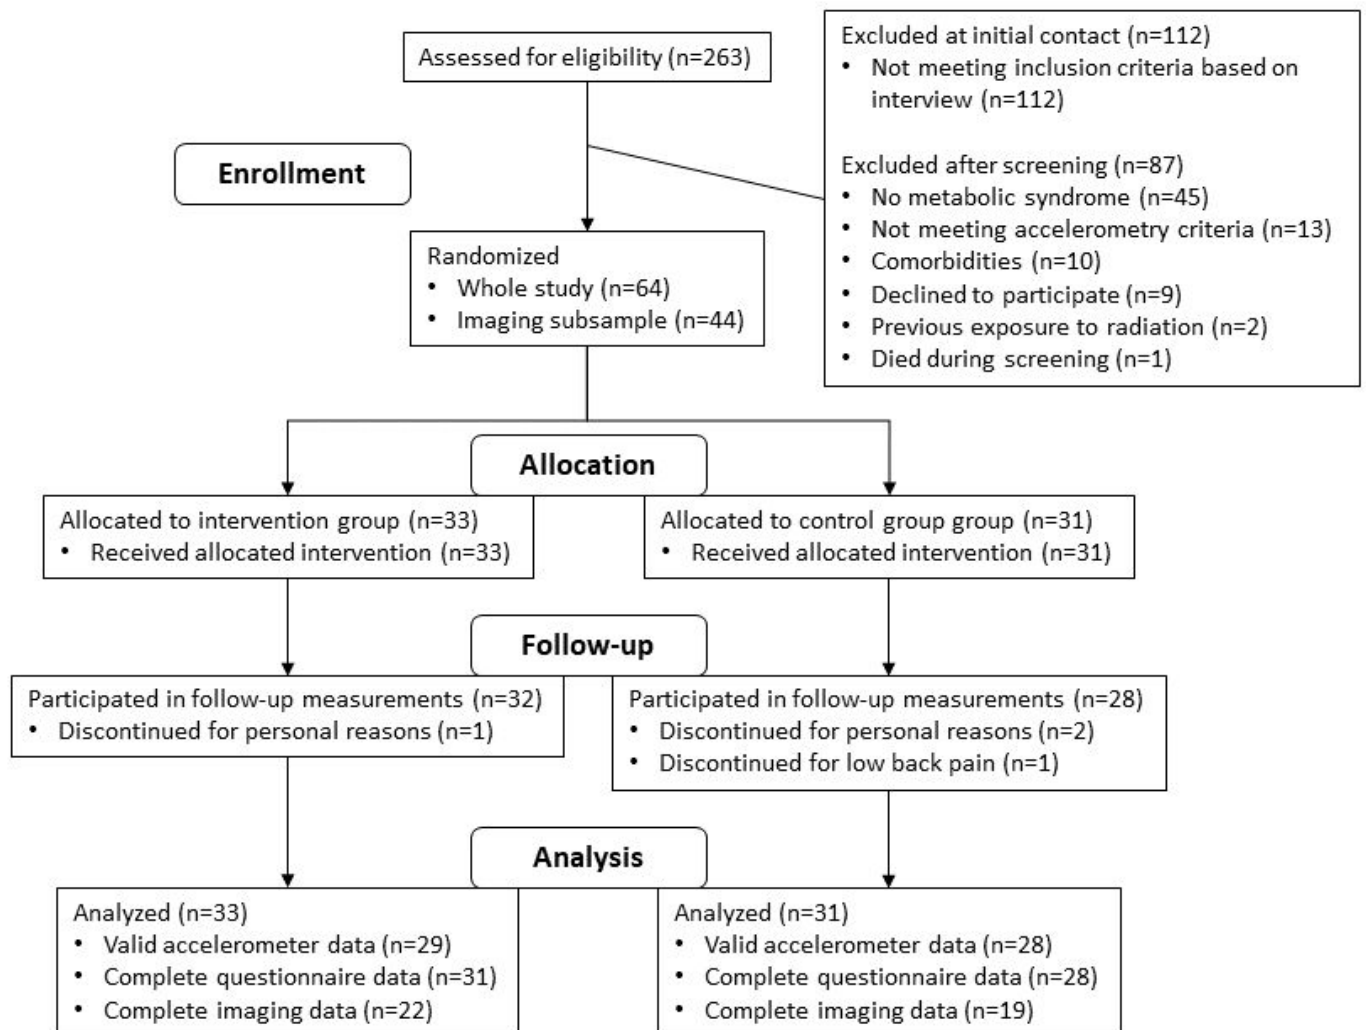 Assessed for eligibility (n=263)
Excluded at initial contact (n=112)
• Not meeting inclusion criteria based on
interview (n=112)
Excluded after screening (n=87)
• No metabolic syndrome (n=45)
• Not meeting accelerometry criteria (n=13)
• Comorbidities (n=10)
• Declined to participate (n=9)
• Previous exposure to radiation (n=2)
• Died during screening (n=1)
Enrollment
Randomized
• Whole study (n=64)
• Imaging subsample (n=44)
Allocation
Allocated to intervention group (n=33)
• Received allocated intervention (n=33)
Allocated to control group group (n=31)
• Received allocated intervention (n=31)
Follow-up
Participated in follow-up measurements (n=32)
• Discontinued for personal reasons (n=1)
Participated in follow-up measurements (n=28)
• Discontinued for personal reasons (n=2)
• Discontinued for low back pain (n=1)
Analysis
Analyzed (n=33)
• Valid accelerometer data (n=29)
• Complete questionnaire data (n=31)
• Complete imaging data (n=22)
Analyzed (n=31)
• Valid accelerometer data (n=28)
• Complete questionnaire data (n=28)
• Complete imaging data (n=19)